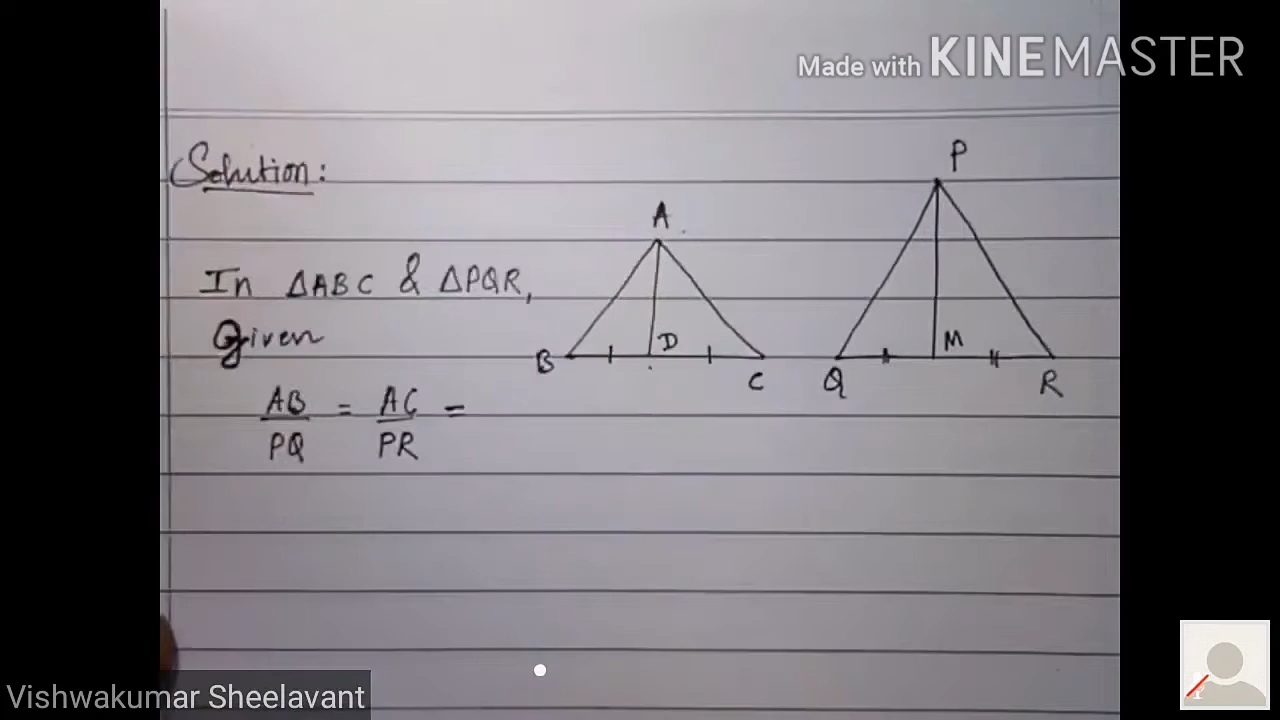 Made with KINEMASTER
Solution:
P
A
In ΔABC & ΔPQR,
Given
B D C Q M R
AB/PQ = AC/PR =
Vishwakumar Sheelavant